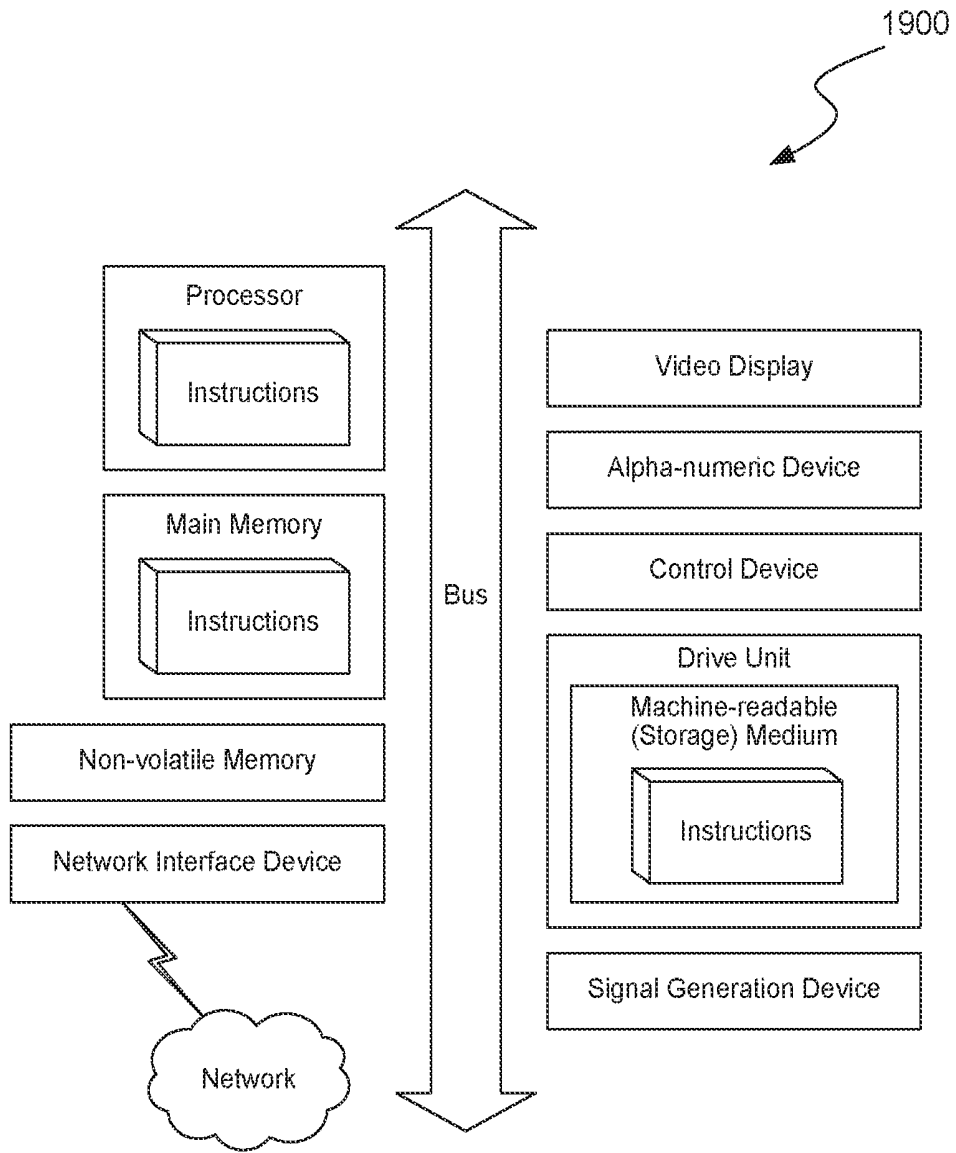 1900
Processor
Instructions
Main Memory
Instructions
Non-volatile Memory
Network Interface Device
Network
Bus
Video Display
Alpha-numeric Device
Control Device
Drive Unit
Machine-readable
(Storage) Medium
Instructions
Signal Generation Device